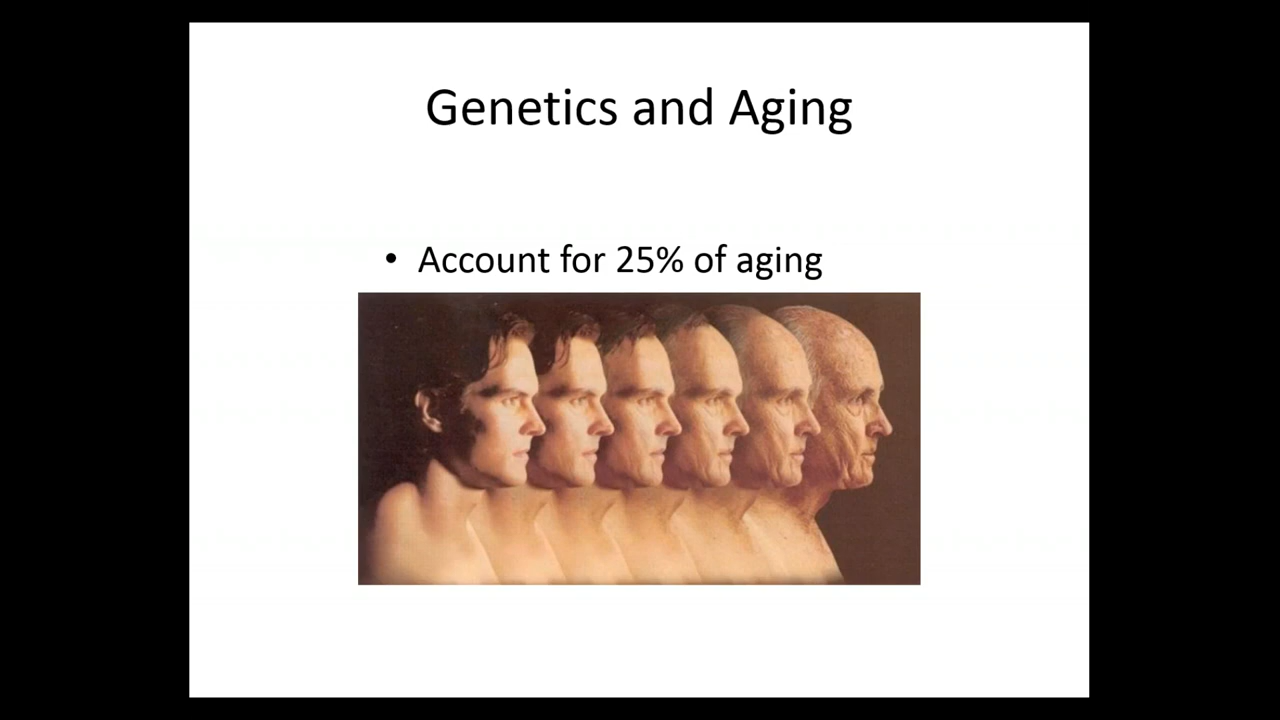 Genetics and Aging
• Account for 25% of aging